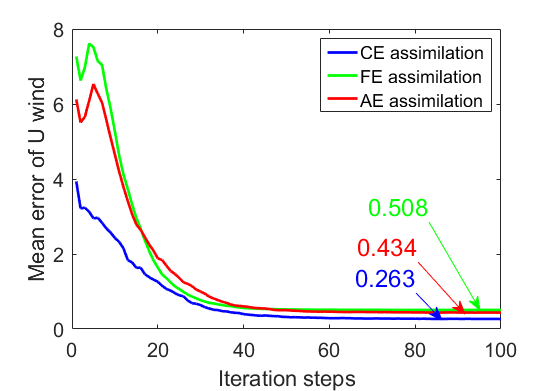 8
6
4
2
0
Mean error of U wind
CE assimilation
FE assimilation
AE assimilation
0.508
0.434
0.263
0 20 40 60 80 100
Iteration steps